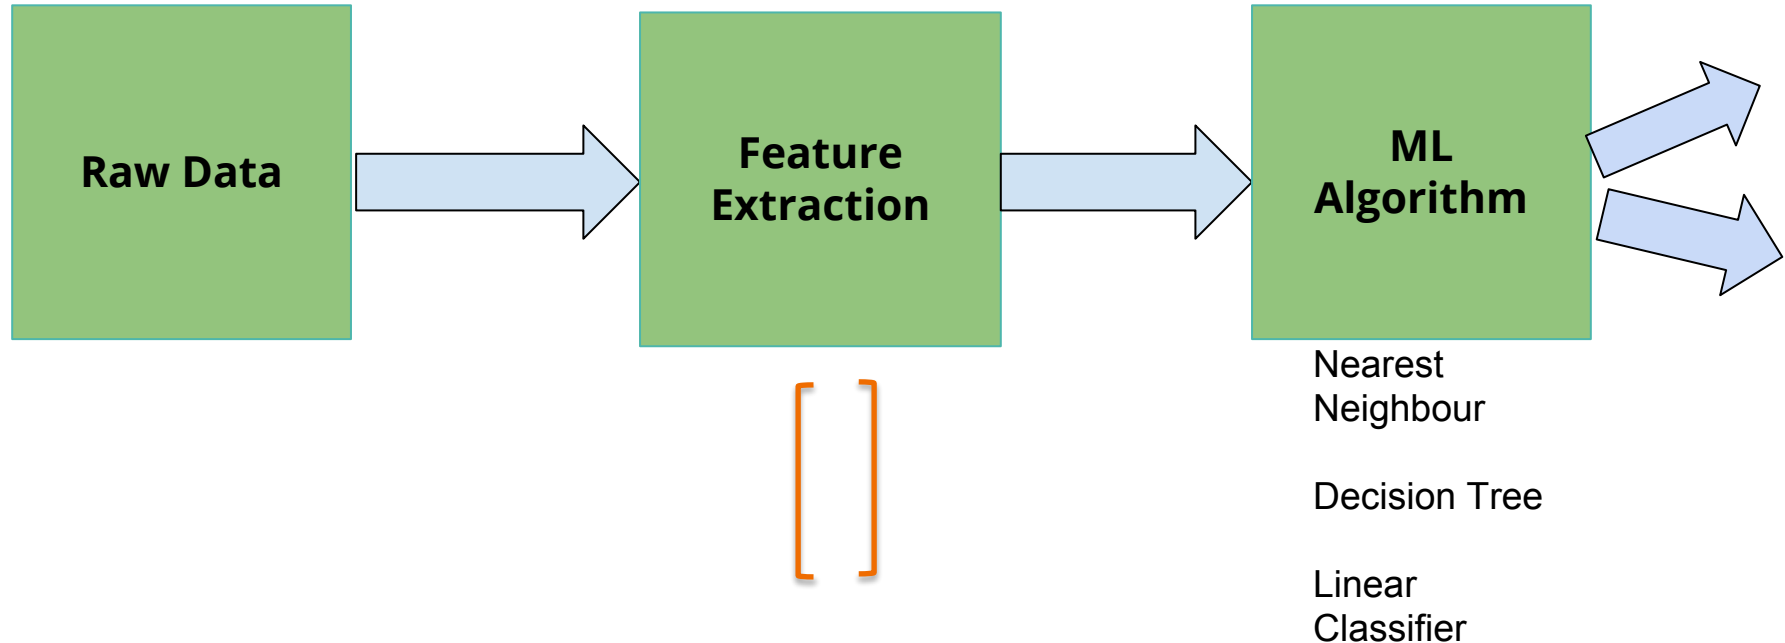 Raw Data
Feature
Extraction
ML
Algorithm
Nearest
Neighbour
Decision Tree
Linear
Classifier